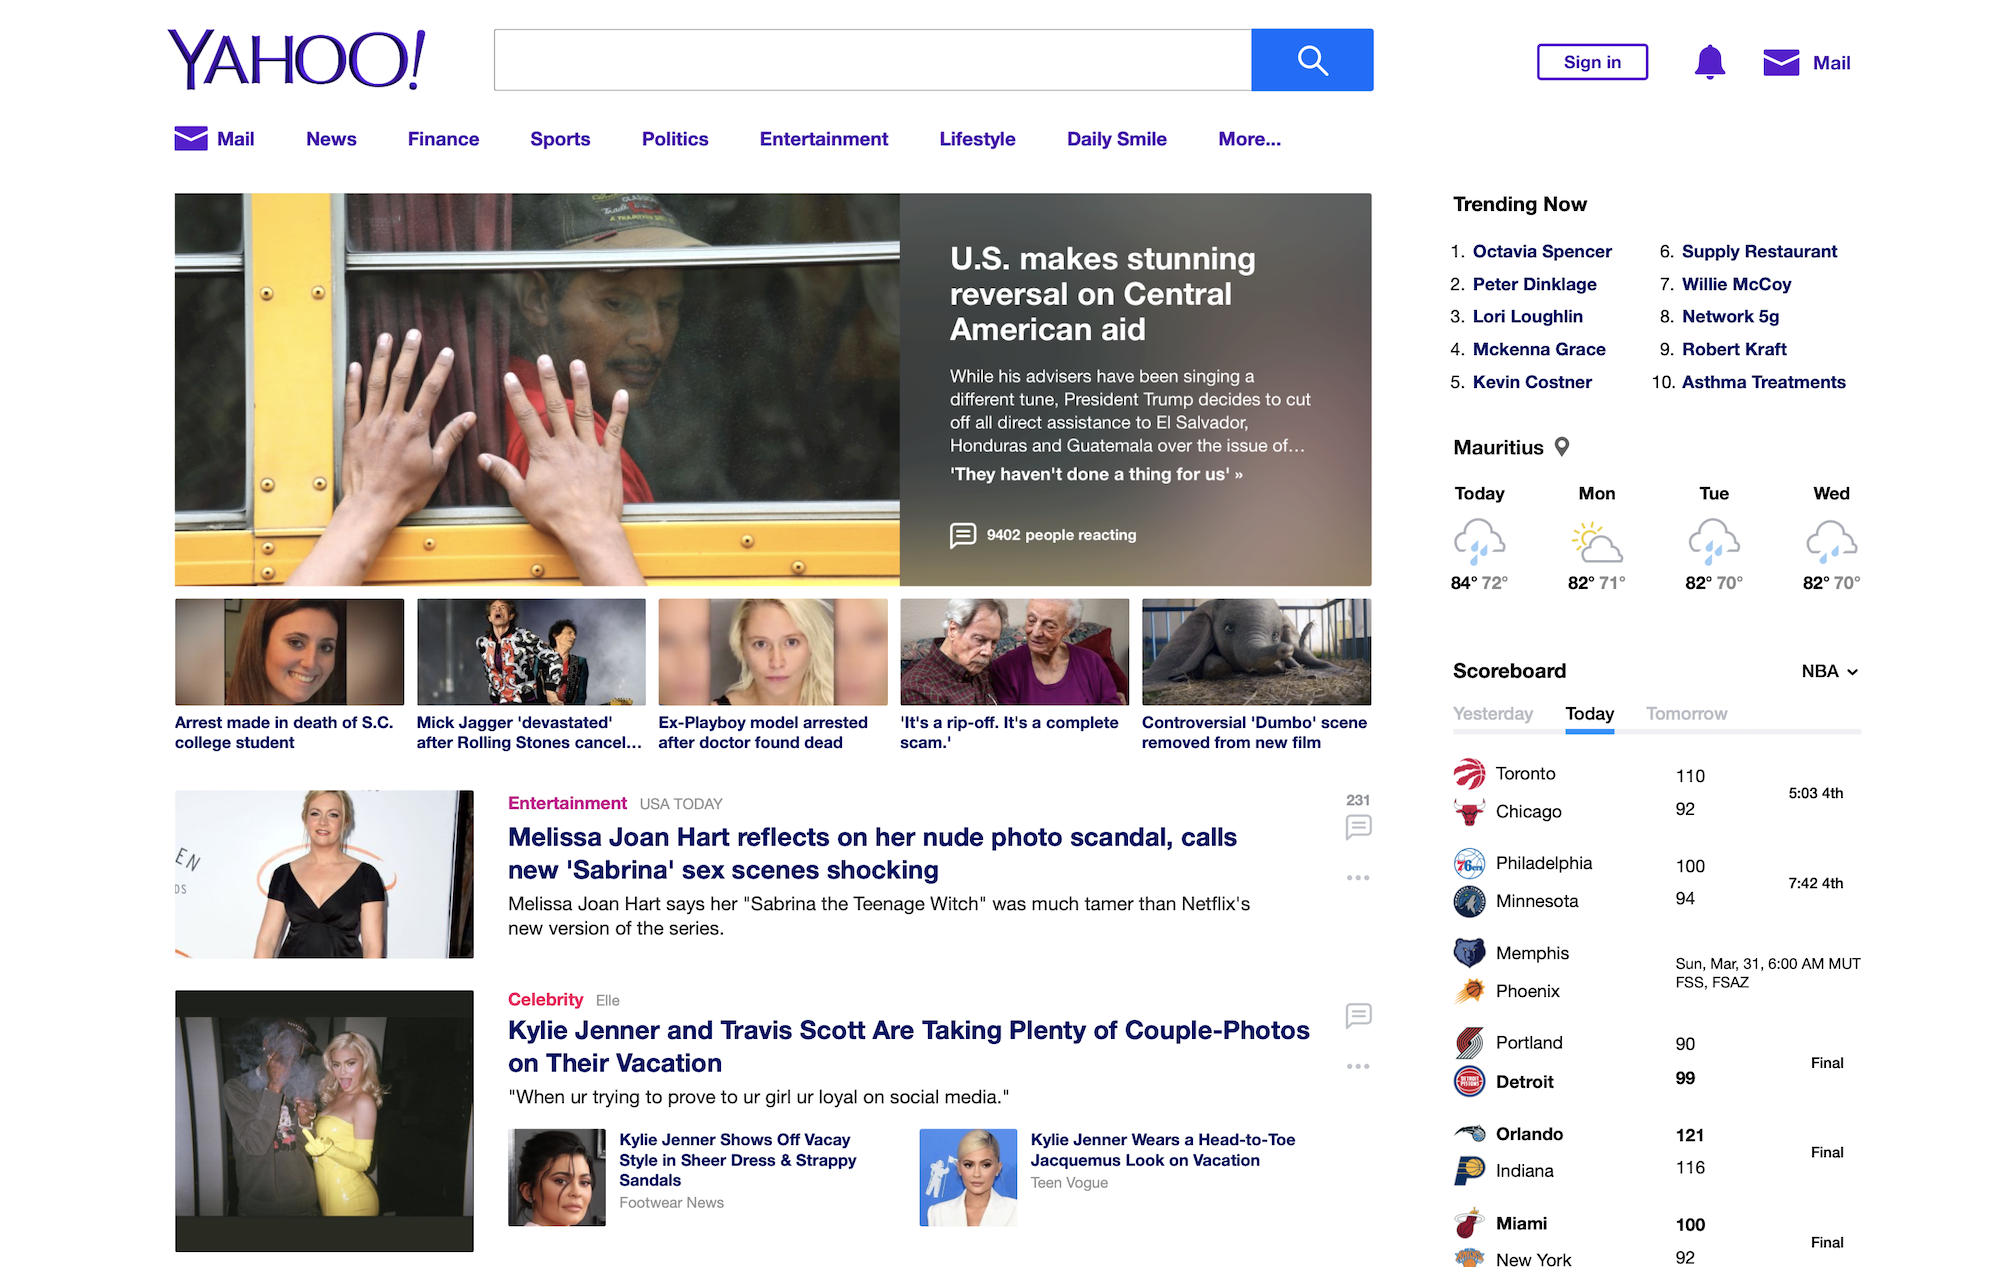 YAHOO!
Sign in
Mail
Mail
News
Finance
Sports
Politics
Entertainment
Lifestyle
Daily Smile
More...
U.S. makes stunning
reversal on Central
American aid
While his advisers have been singing a
different tune, President Trump decides to cut
off all direct assistance to El Salvador,
Honduras and Guatemala over the issue of…
'They haven't done a thing for us' »
9402 people reacting
Arrest made in death of S.C.
college student
Mick Jagger 'devastated'
after Rolling Stones cancel…
Ex-Playboy model arrested
after doctor found dead
'It's a rip-off. It's a complete
scam.'
Controversial 'Dumbo' scene
removed from new film
Entertainment USA TODAY
231
Melissa Joan Hart reflects on her nude photo scandal, calls
new 'Sabrina' sex scenes shocking
Melissa Joan Hart says her "Sabrina the Teenage Witch" was much tamer than Netflix's
new version of the series.
Celebrity Elle
Kylie Jenner and Travis Scott Are Taking Plenty of Couple-Photos
on Their Vacation
"When ur trying to prove to ur girl ur loyal on social media."
Kylie Jenner Shows Off Vacay
Style in Sheer Dress & Strappy
Sandals
Footwear News
Kylie Jenner Wears a Head-to-Toe
Jacquemus Look on Vacation
Teen Vogue
Trending Now
1. Octavia Spencer
2. Peter Dinklage
3. Lori Loughlin
4. Mckenna Grace
5. Kevin Costner
6. Supply Restaurant
7. Willie McCoy
8. Network 5g
9. Robert Kraft
10. Asthma Treatments
Mauritius
Today
84° 72°
Mon
82° 71°
Tue
82° 70°
Wed
82° 70°
Scoreboard
NBA
Yesterday
Today
Tomorrow
Toronto 110
Chicago 92
5:03 4th
Philadelphia 100
Minnesota 94
7:42 4th
Memphis
Phoenix
Sun, Mar, 31, 6:00 AM MUT
FSS, FSAZ
Portland 90
Detroit 99
Final
Orlando 121
Indiana 116
Final
Miami 100
New York 92
Final